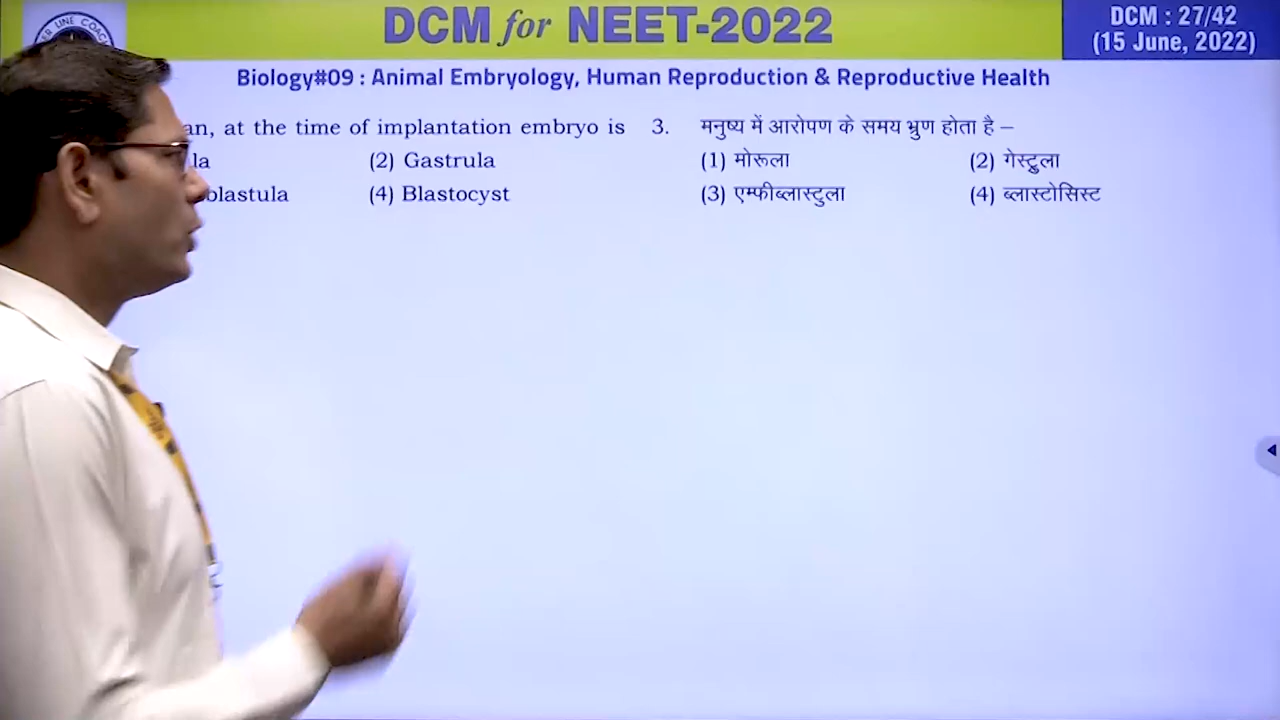 DCM for NEET-2022
DCM : 27/42
(15 June, 2022)
LINE COAC
Biology#09 : Animal Embryology, Human Reproduction & Reproductive Health
an, at the time of implantation embryo is
la
(2) Gastrula
blastula
(4) Blastocyst
3. मनुष्य में आरोपण के समय भ्रुण होता है –
(1) मोरूला
(2) गेस्ट्रुला
(3) एम्फीब्लास्टुला
(4) ब्लास्टोसिस्ट